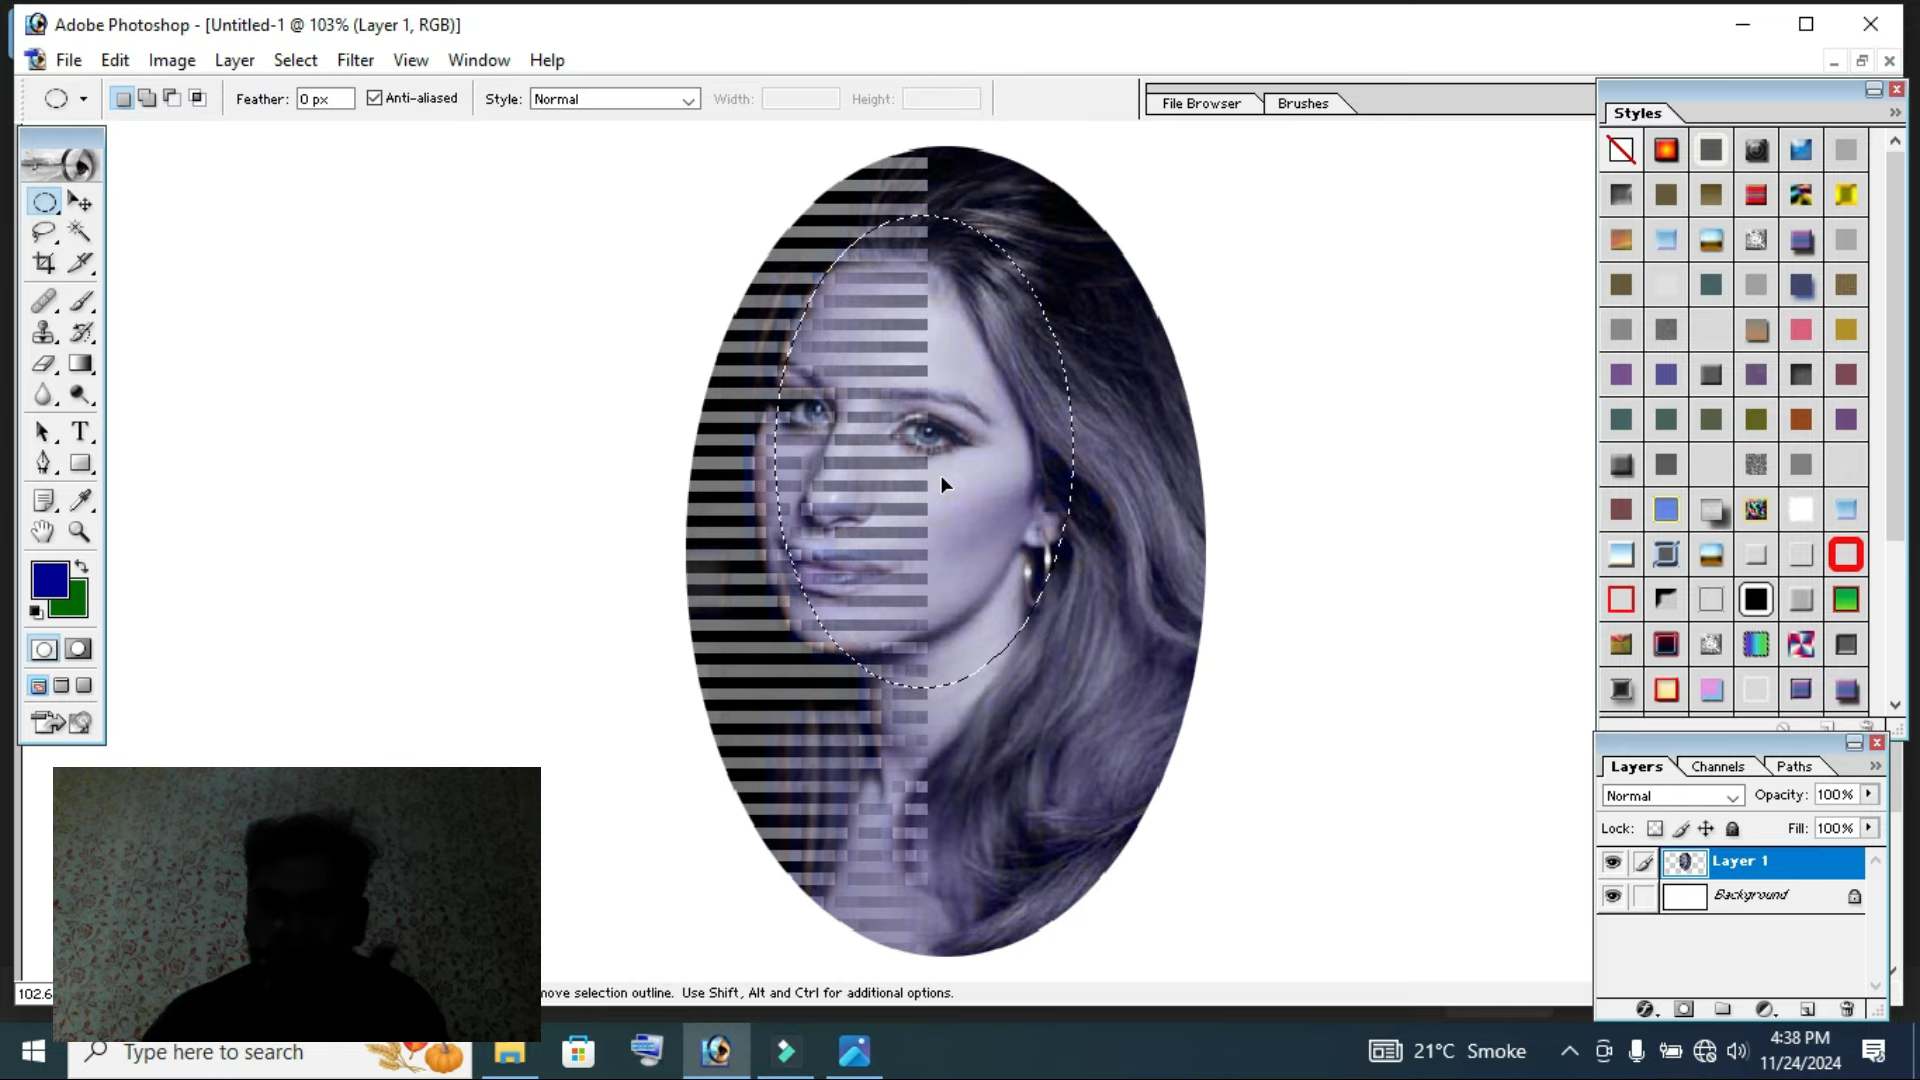 Adobe Photoshop - [Untitled-1 @ 103% (Layer 1, RGB)]
File Edit Image Layer Select Filter View Window Help
Feather: 0 px Anti-aliased Style: Normal Width: Height: File Browser Brushes
Styles
T
Layers Channels Paths
Normal Opacity: 100%
Lock: Fill: 100%
Layer 1
Background
102.6
move selection outline. Use Shift, Alt and Ctrl for additional options.
Type here to search
21°C Smoke
4:38 PM
11/24/2024